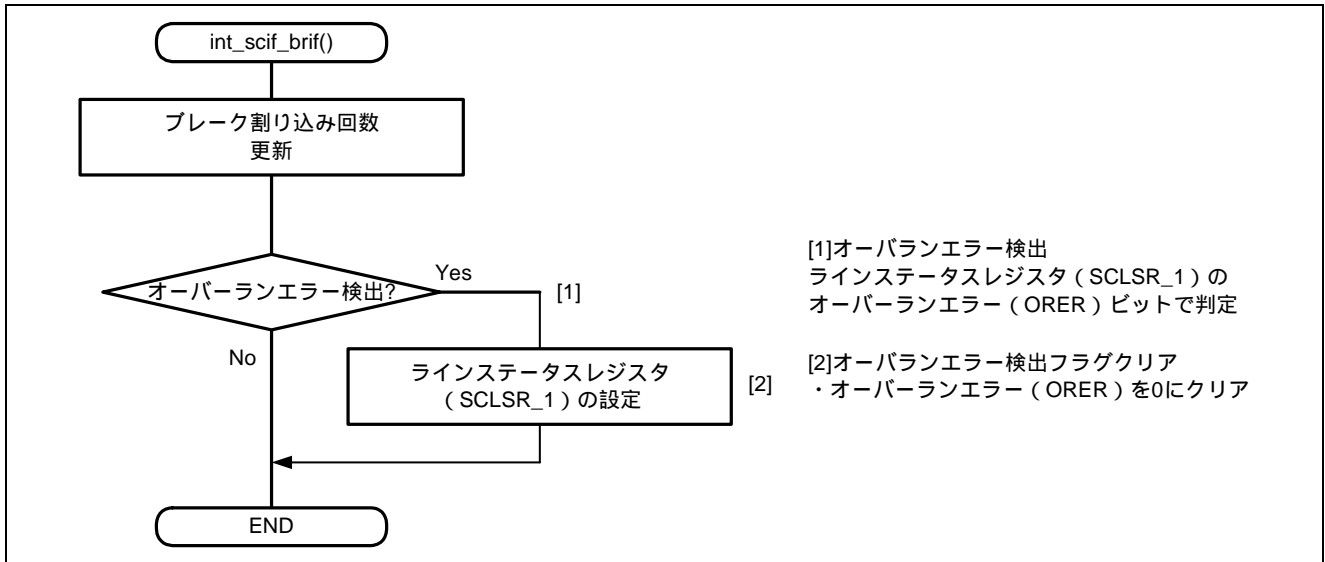 int_scif_brif()
ブレーク割り込み回数
更新
オーバーランエラー検出?
Yes
[1]
No
ラインステータスレジスタ
（SCLSR_1）の設定
[2]
END
[1]オーバランエラー検出
ラインステータスレジスタ（SCLSR_1）の
オーバーランエラー（ORER）ビットで判定
[2]オーバランエラー検出フラグクリア
・オーバーランエラー（ORER）を0にクリア